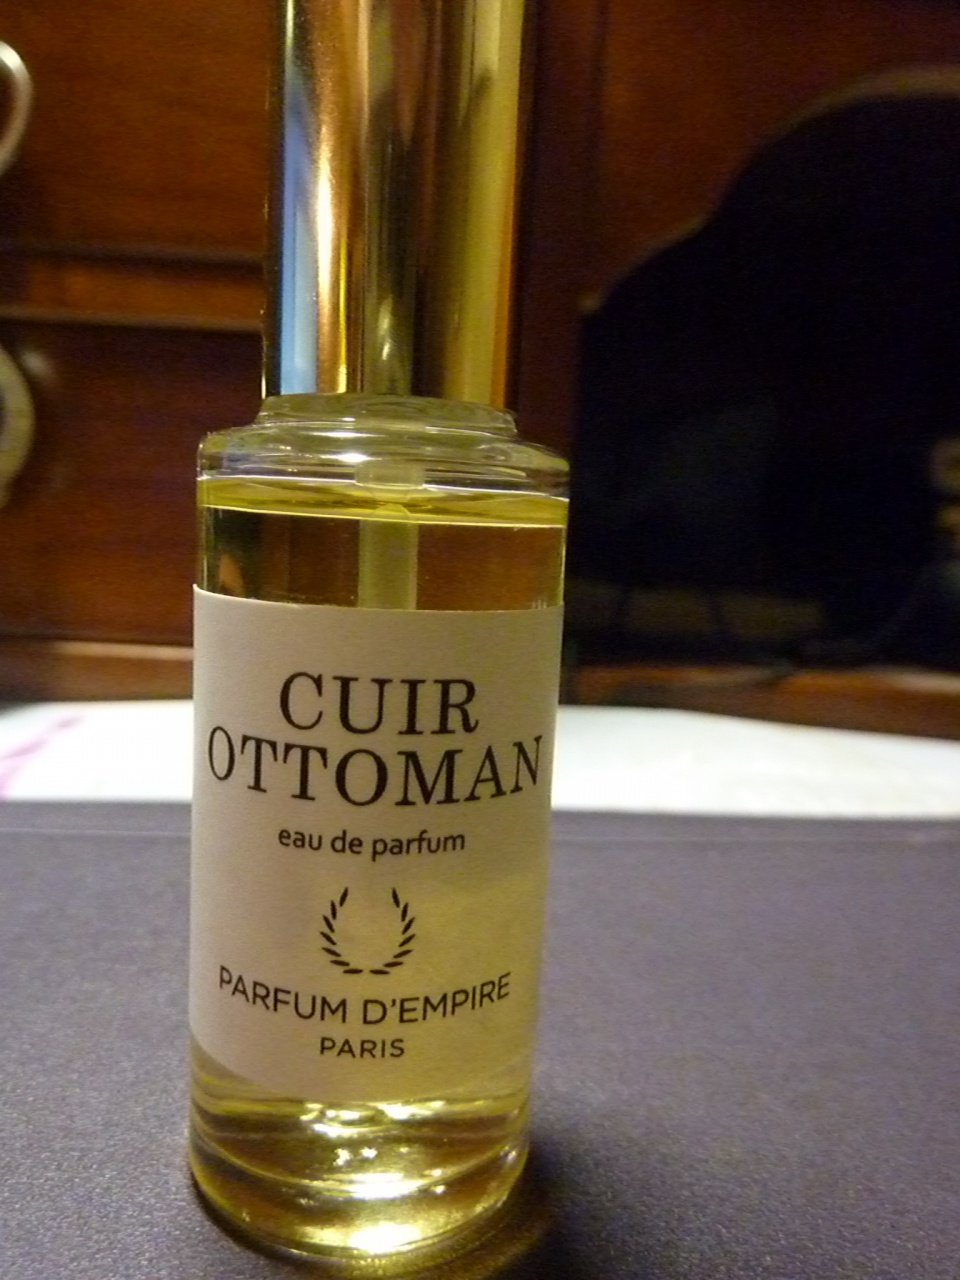 CUIR
OTTOMAN
eau de parfum
PARFUM D'EMPIRE
PARIS